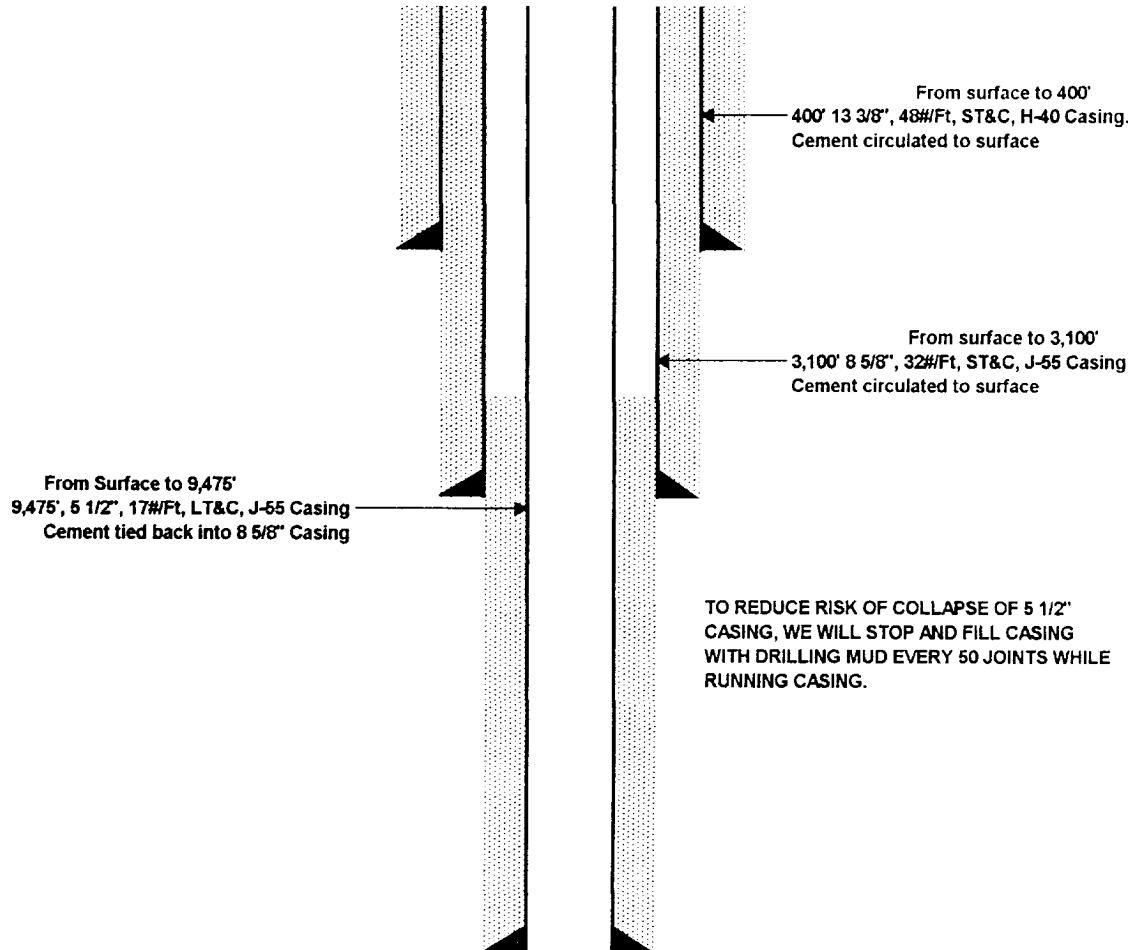 From surface to 400'
400' 13 3/8", 48#/Ft, ST&C, H-40 Casing.
Cement circulated to surface
From surface to 3,100'
3,100' 8 5/8", 32#/Ft, ST&C, J-55 Casing
Cement circulated to surface
From Surface to 9,475'
9,475', 5 1/2", 17#/Ft, LT&C, J-55 Casing
Cement tied back into 8 5/8" Casing
TO REDUCE RISK OF COLLAPSE OF 5 1/2"
CASING, WE WILL STOP AND FILL CASING
WITH DRILLING MUD EVERY 50 JOINTS WHILE
RUNNING CASING.